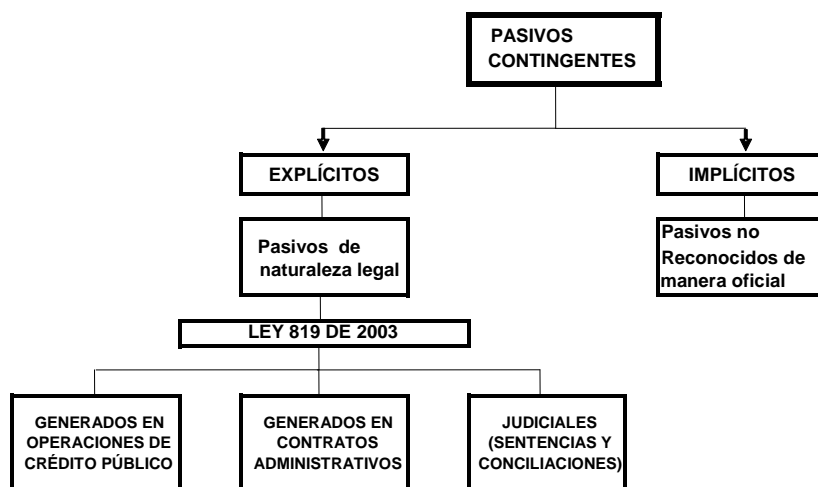 PASIVOS
CONTINGENTES
EXPLÍCITOS
IMPLÍCITOS
Pasivos de
naturaleza legal
Pasivos no
Reconocidos de
manera oficial
LEY 819 DE 2003
GENERADOS EN
OPERACIONES DE
CRÉDITO PÚBLICO
GENERADOS EN
CONTRATOS
ADMINISTRATIVOS
JUDICIALES
(SENTENCIAS Y
CONCILIACIONES)